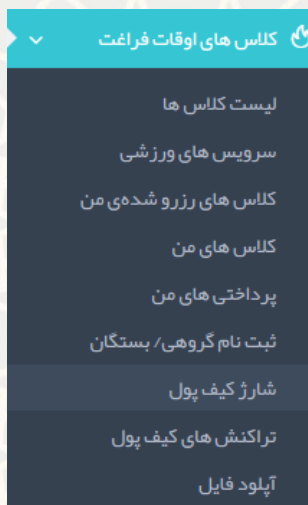 کلاس های اوقات فراغت
لیست کلاس ها
سرویس های ورزشی
کلاس های رزرو شده‌ی من
کلاس های من
پرداختی های من
ثبت نام گروهی/ بستگان
شارژ کیف پول
تراکنش های کیف پول
آپلود فایل